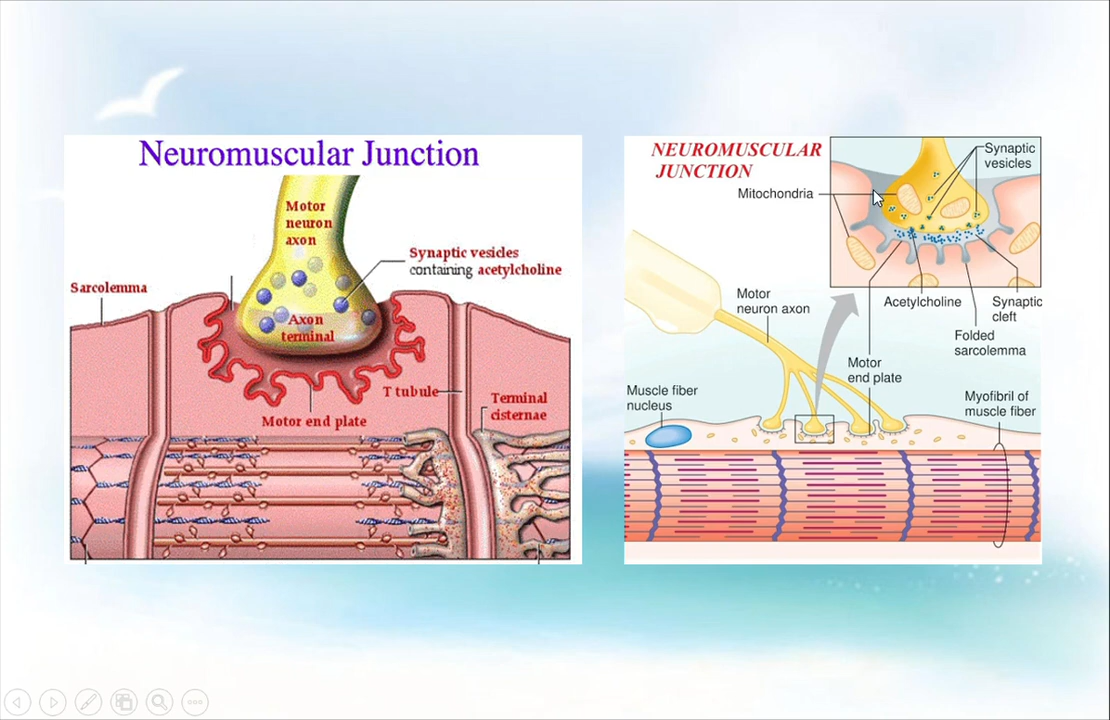 Neuromuscular Junction
Motor
neuron
axon
Synaptic vesicles
containing acetylcholine
Sarcolemma
Axon
terminal
T tubule
Terminal
cisternae
Motor end plate
NEUROMUSCULAR
JUNCTION
Synaptic
vesicles
Mitochondria
Acetylcholine
Synaptic
cleft
Folded
sarcolemma
Motor
neuron axon
Motor
end plate
Muscle fiber
nucleus
Myofibril of
muscle fiber